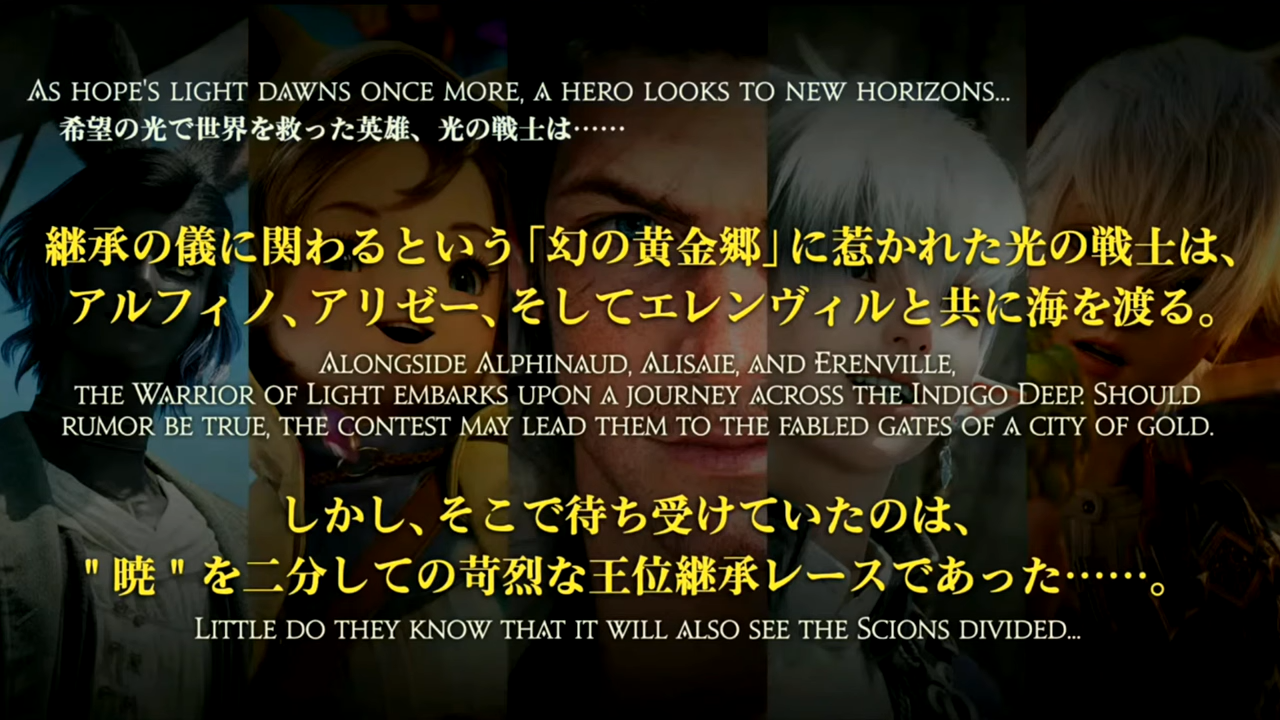 As hope's light dawns once more, a hero looks to new horizons...
希望の光で世界を救った英雄、光の戦士は……
継承の儀に関わるという「幻の黄金郷」に惹かれた光の戦士は、
アルフィノ、アリゼー、そしてエレンヴィルと共に海を渡る。
Alongside Alphinaud, Alisaie, and Erenville,
the Warrior of Light embarks upon a journey across the Indigo Deep. Should
rumor be true, the contest may lead them to the fabled gates of a city of gold.
しかし、そこで待ち受けていたのは、
" 暁 " を二分しての苛烈な王位継承レースであった……。
Little do they know that it will also see the Scions divided...